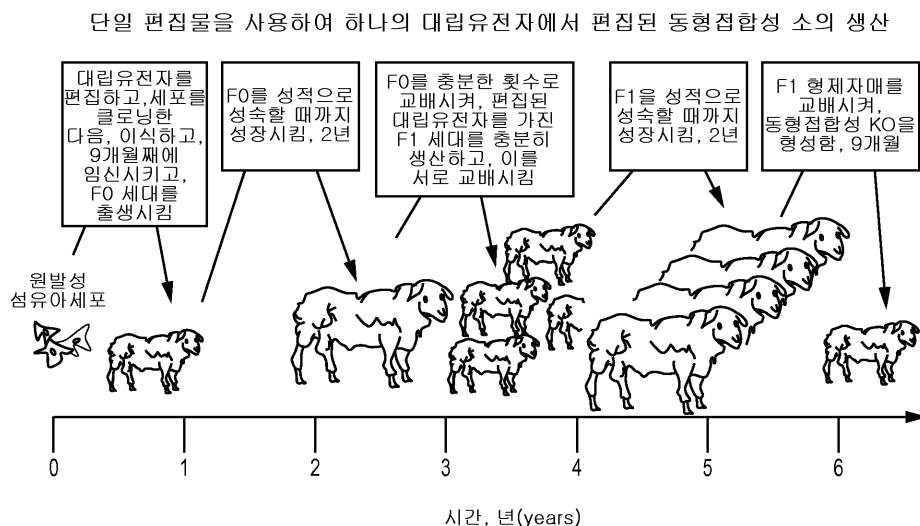 단일 편집물을 사용하여 하나의 대립유전자에서 편집된 동형접합성 소의 생산
대립유전자를
편집하고,세포를
클로닝한
다음, 이식하고,
9개월째에
임신시키고,
F0 세대를
출생시킴
F0를 성적으로
성숙할 때까지
성장시킴, 2년
F0를 충분한 횟수로
교배시켜, 편집된
대립유전자를 가진
F1 세대를 충분히
생산하고, 이를
서로 교배시킴
F1을 성적으로
성숙할 때까지
성장시킴, 2년
F1 형제자매를
교배시켜,
동형접합성 KO을
형성함, 9개월
원발성
섬유아세포
0 1 2 3 4 5 6
시간, 년(years)